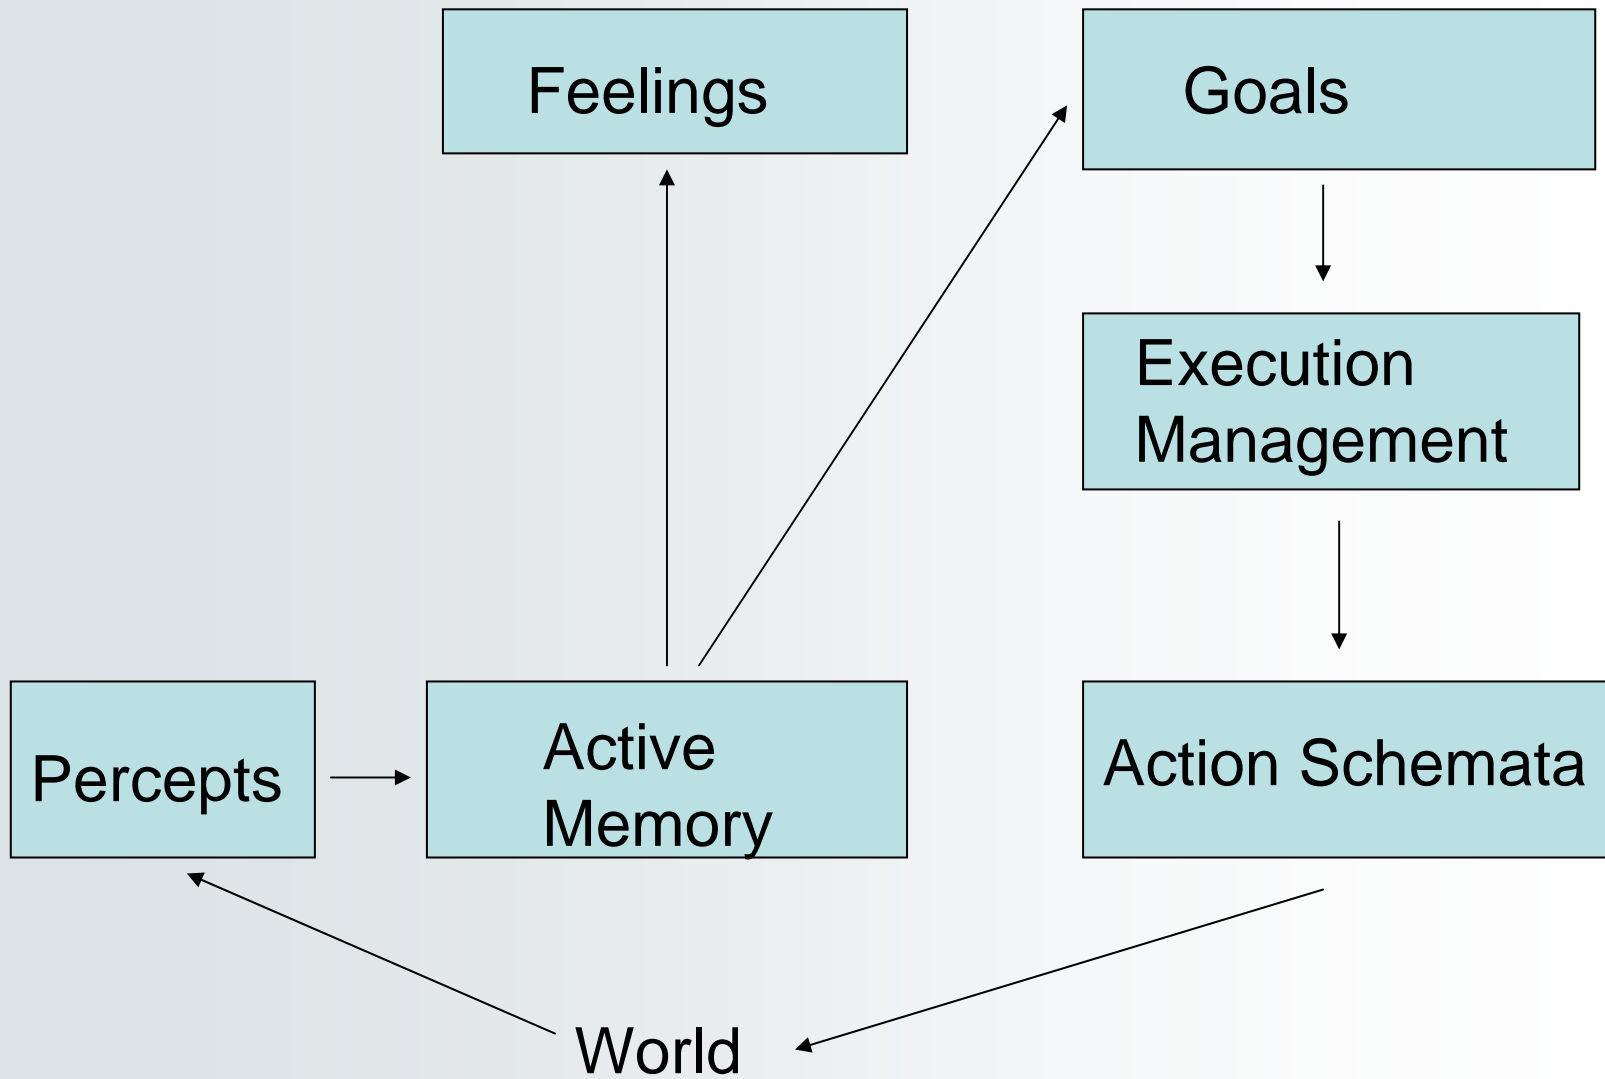 Feelings
Goals
Execution
Management
Percepts
Active
Memory
Action Schemata
World